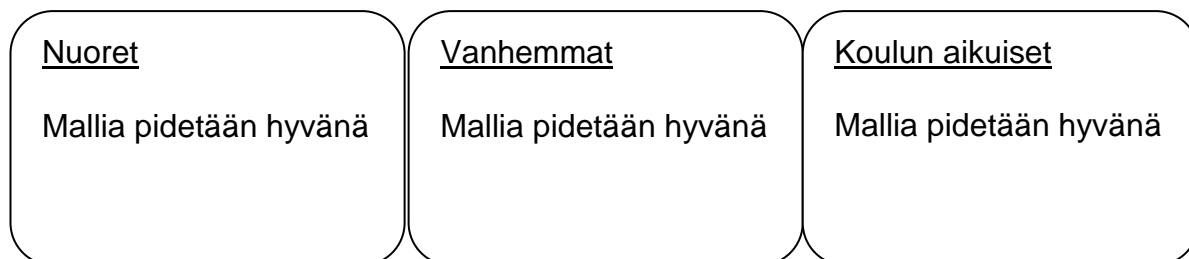 Nuoret
Mallia pidetään hyvänä
Vanhemmat
Mallia pidetään hyvänä
Koulun aikuiset
Mallia pidetään hyvänä